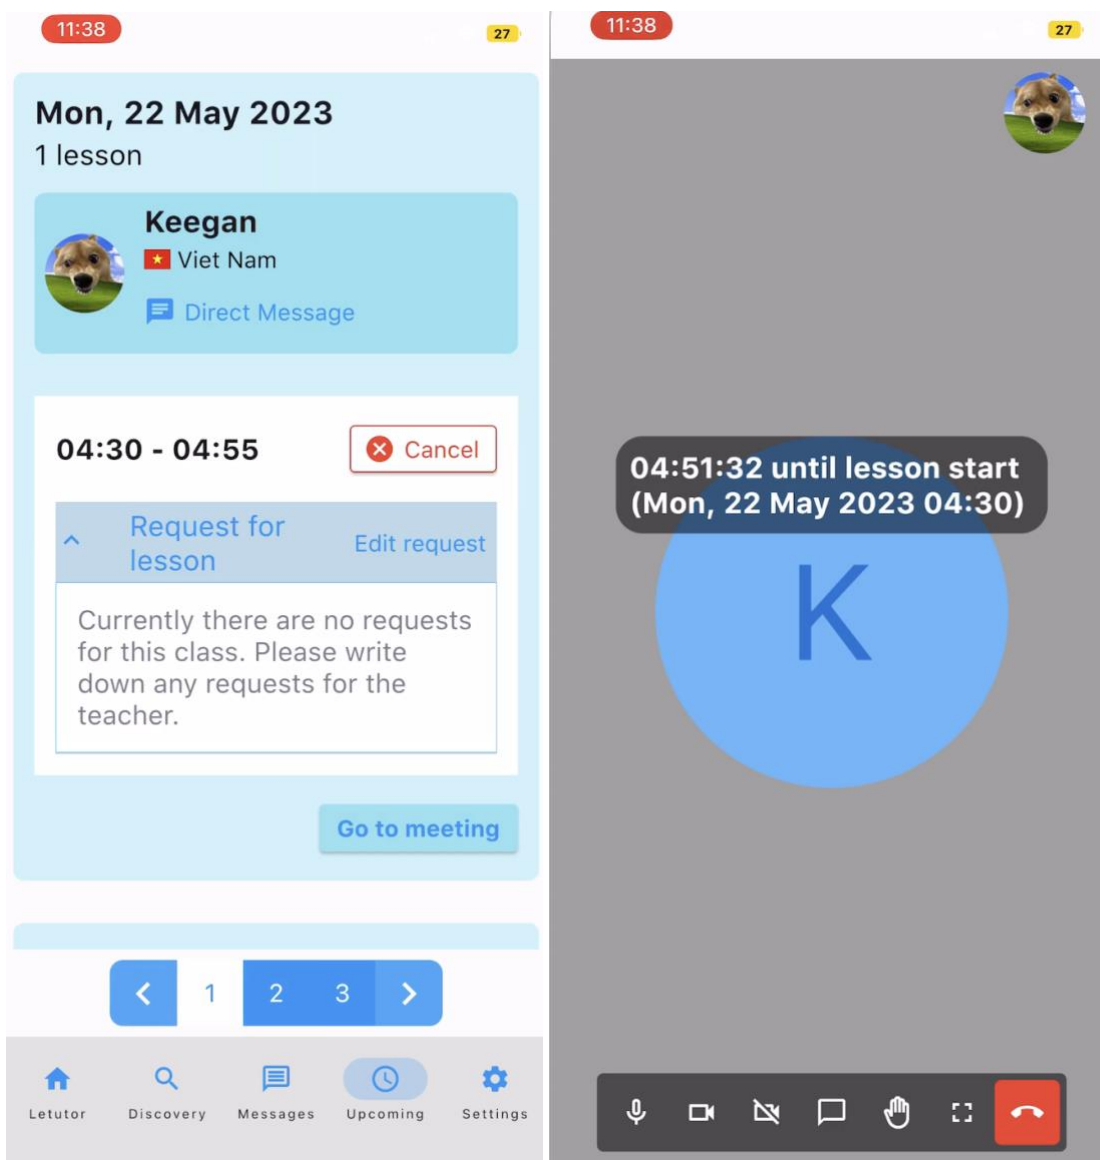 11:38
27
Mon, 22 May 2023
1 lesson
Keegan
Viet Nam
Direct Message
04:30 - 04:55
Cancel
Request for
lesson
Edit request
Currently there are no requests
for this class. Please write
down any requests for the
teacher.
Go to meeting
1 2 3
Letutor Discovery Messages Upcoming Settings
11:38
27
04:51:32 until lesson start
(Mon, 22 May 2023 04:30)
K